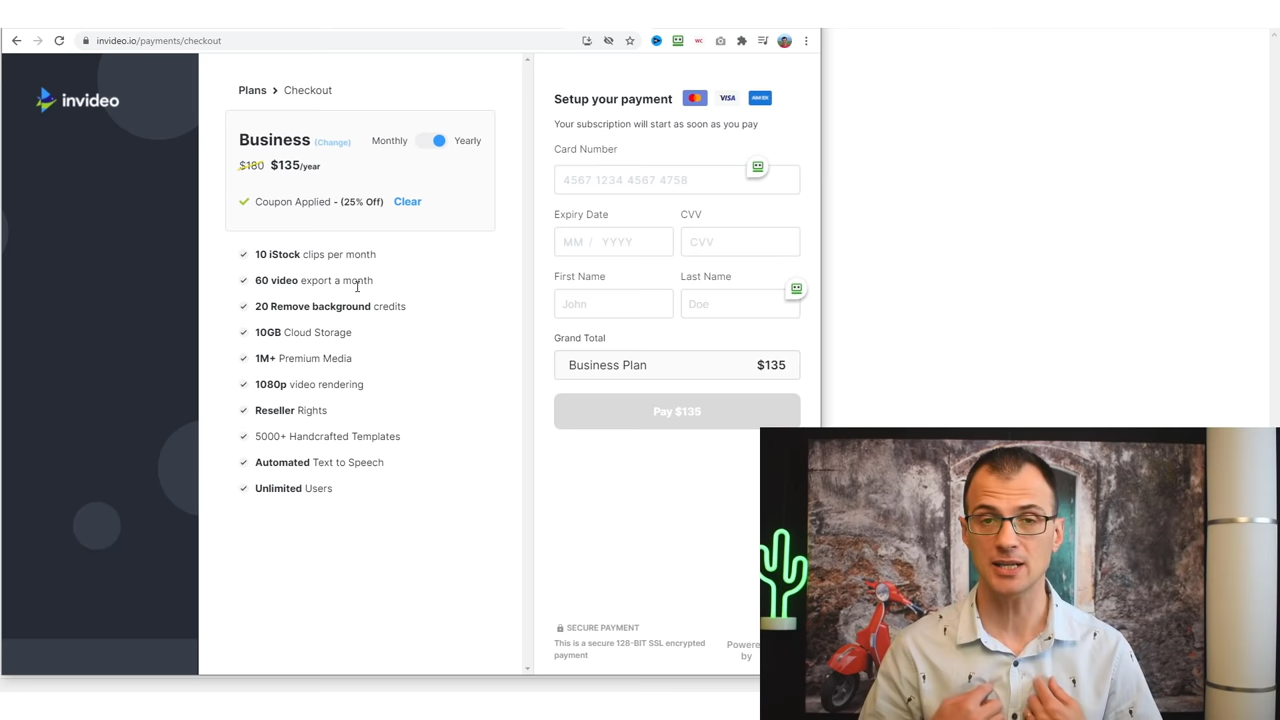 invideo.io/payments/checkout
WC
invideo
Plans > Checkout
Business (Change) Monthly Yearly
$180 $135/year
Coupon Applied - (25% Off) Clear
10 iStock clips per month
60 video export a month
20 Remove background credits
10GB Cloud Storage
1M+ Premium Media
1080p video rendering
Reseller Rights
5000+ Handcrafted Templates
Automated Text to Speech
Unlimited Users
Setup your payment VISA AMEX
Your subscription will start as soon as you pay
Card Number
4567 1234 4567 4758
Expiry Date CVV
MM / YYYY CVV
First Name Last Name
John Doe
Grand Total
Business Plan $135
Pay $135
SECURE PAYMENT
This is a secure 128-BIT SSL encrypted
payment
Powere
by